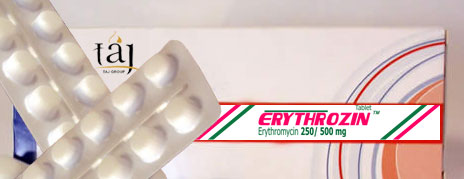 taj
TAJ GROUP
Tablet
ERYTHROZIN™
Erythromycin 250/ 500 mg